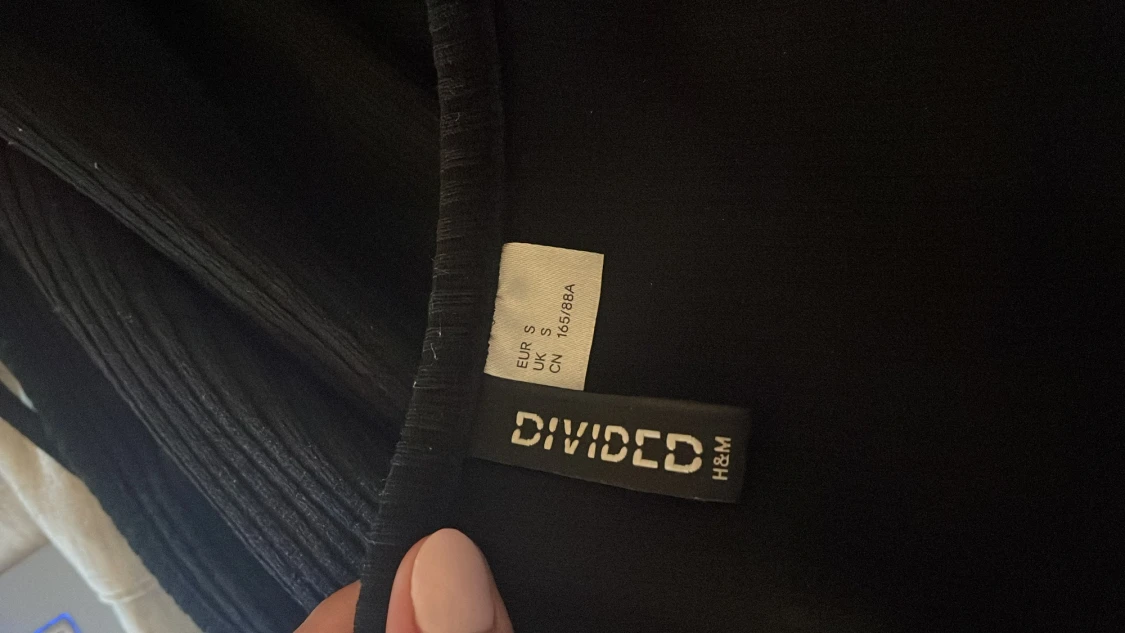 EUR S
UK S
CN 165/88A
DIVIDED
H&M